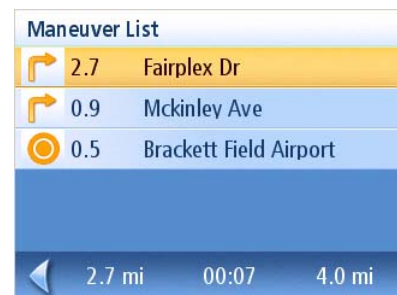 Maneuver List
2.7 Fairplex Dr
0.9 Mckinley Ave
0.5 Brackett Field Airport
2.7 mi 00:07 4.0 mi